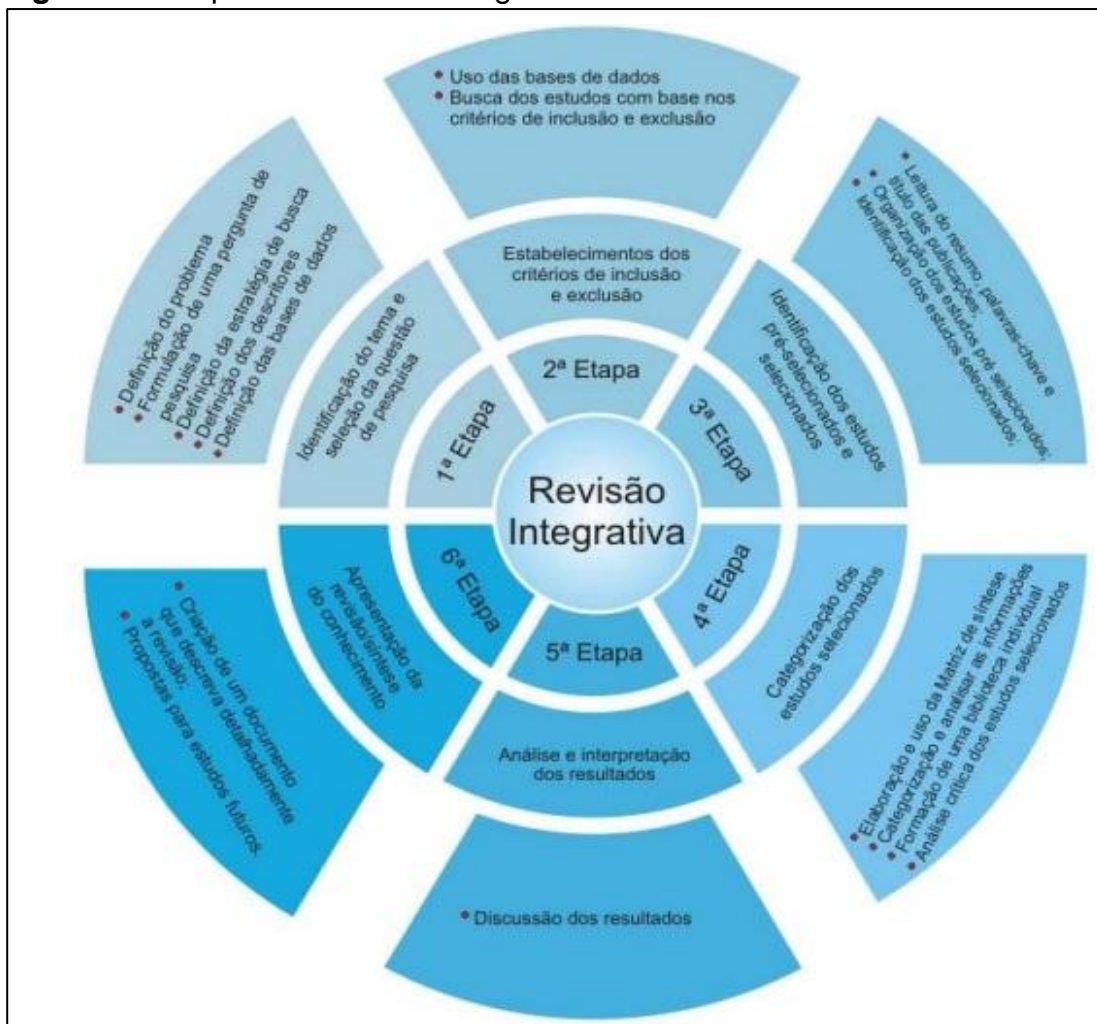 Revisão
Integrativa
1ª Etapa
Identificação do tema e
seleção da questão
de pesquisa
• Definição do problema
• Formulação de uma pergunta de
pesquisa
• Definição da estratégia de busca
• Definição dos descritores
• Definição das bases de dados
2ª Etapa
Estabelecimentos dos
critérios de inclusão
e exclusão
• Uso das bases de dados
• Busca dos estudos com base nos
critérios de inclusão e exclusão
3ª Etapa
Identificação dos estudos
pré-selecionados e
selecionados
• Leitura do resumo, palavras-chave e
título das publicações;
• Organização dos estudos pré selecionados;
• Identificação dos estudos selecionados;
4ª Etapa
Categorização dos
estudos selecionados
• Elaboração e uso da Matriz de síntese
• Categorização e analisar as informações
• Formação de uma biblioteca individual
• Análise crítica dos estudos selecionados
5ª Etapa
Análise e interpretação
dos resultados
• Discussão dos resultados
6ª Etapa
Apresentação da
revisão/síntese
do conhecimento
• Criação de um documento
que descreva detalhadamente
a revisão;
• Propostas para estudos futuros.